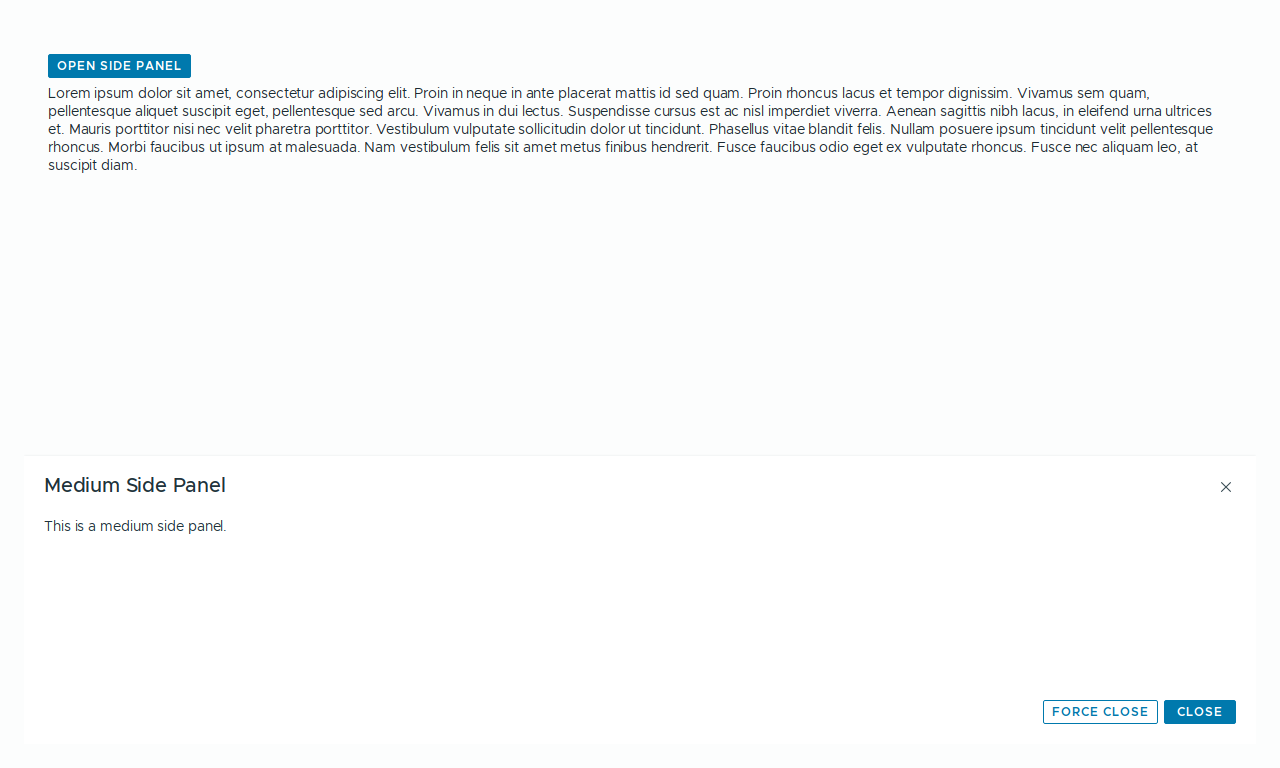 OPEN SIDE PANEL
Lorem ipsum dolor sit amet, consectetur adipiscing elit. Proin in neque in ante placerat mattis id sed quam. Proin rhoncus lacus et tempor dignissim. Vivamus sem quam,
pellentesque aliquet suscipit eget, pellentesque sed arcu. Vivamus in dui lectus. Suspendisse cursus est ac nisl imperdiet viverra. Aenean sagittis nibh lacus, in eleifend urna ultrices
et. Mauris porttitor nisi nec velit pharetra porttitor. Vestibulum vulputate sollicitudin dolor ut tincidunt. Phasellus vitae blandit felis. Nullam posuere ipsum tincidunt velit pellentesque
rhoncus. Morbi faucibus ut ipsum at malesuada. Nam vestibulum felis sit amet metus finibus hendrerit. Fusce faucibus odio eget ex vulputate rhoncus. Fusce nec aliquam leo, at
suscipit diam.
Medium Side Panel
This is a medium side panel.
FORCE CLOSE
CLOSE